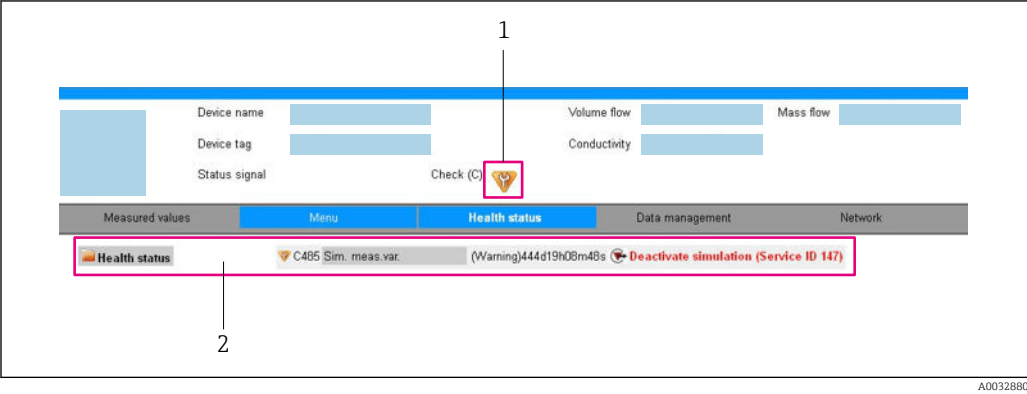 1
Device name
Volume flow
Mass flow
Device tag
Conductivity
Status signal
Check (C)
Measured values
Menu
Health status
Data management
Network
Health status
C485 Sim. meas.var.
(Warning)444d19h08m48s
Deactivate simulation (Service ID 147)
2
A0032880